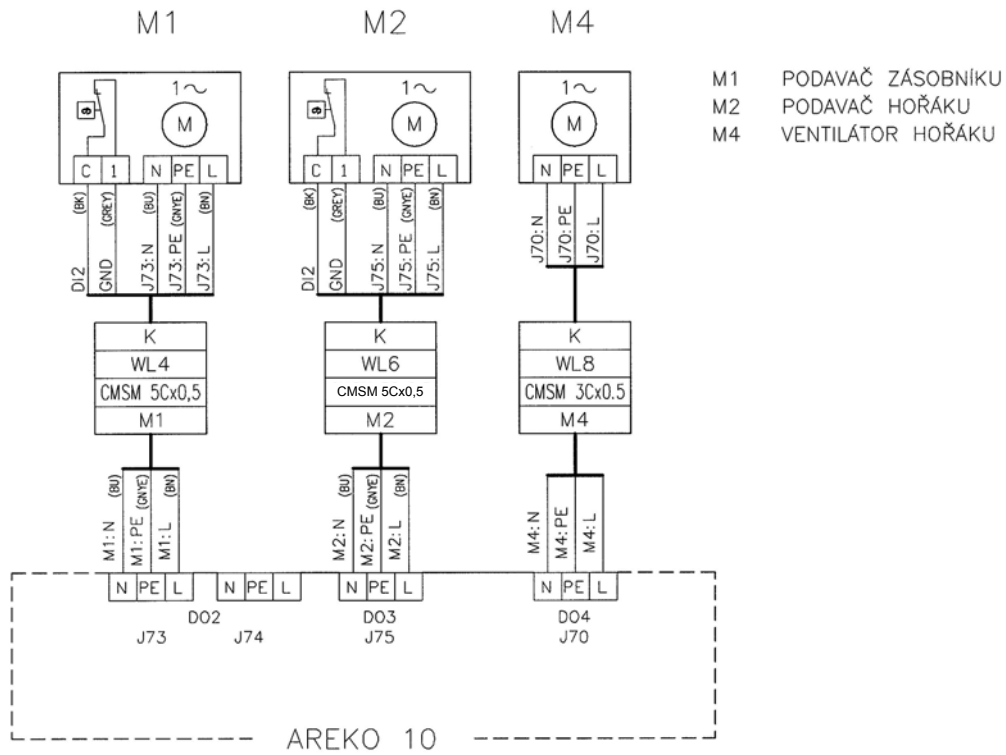 M1 M2 M4
M1 PODAVAČ ZÁSOBNÍKU
M2 PODAVAČ HOŘÁKU
M4 VENTILÁTOR HOŘÁKU
1~ 1~ 1~
ϑ M ϑ M M
C 1 N PE L C 1 N PE L N PE L
(BK) (GREY) (BU) (GNYE) (BN) (BK) (GREY) (BU) (GNYE) (BN)
DI2 GND J73:N J73:PE J73:L DI2 GND J75:N J75:PE J75:L J70:N J70:PE J70:L
K K K
WL4 WL6 WL8
CMSM 5Cx0,5 CMSM 5Cx0,5 CMSM 3Cx0.5
M1 M2 M4
(BU) (GNYE) (BN) (BU) (GNYE) (BN)
M1:N M1:PE M1:L M2:N M2:PE M2:L M4:N M4:PE M4:L
N PE L N PE L N PE L N PE L
DO2 DO3 DO4
J73 J74 J75 J70
AREKO 10